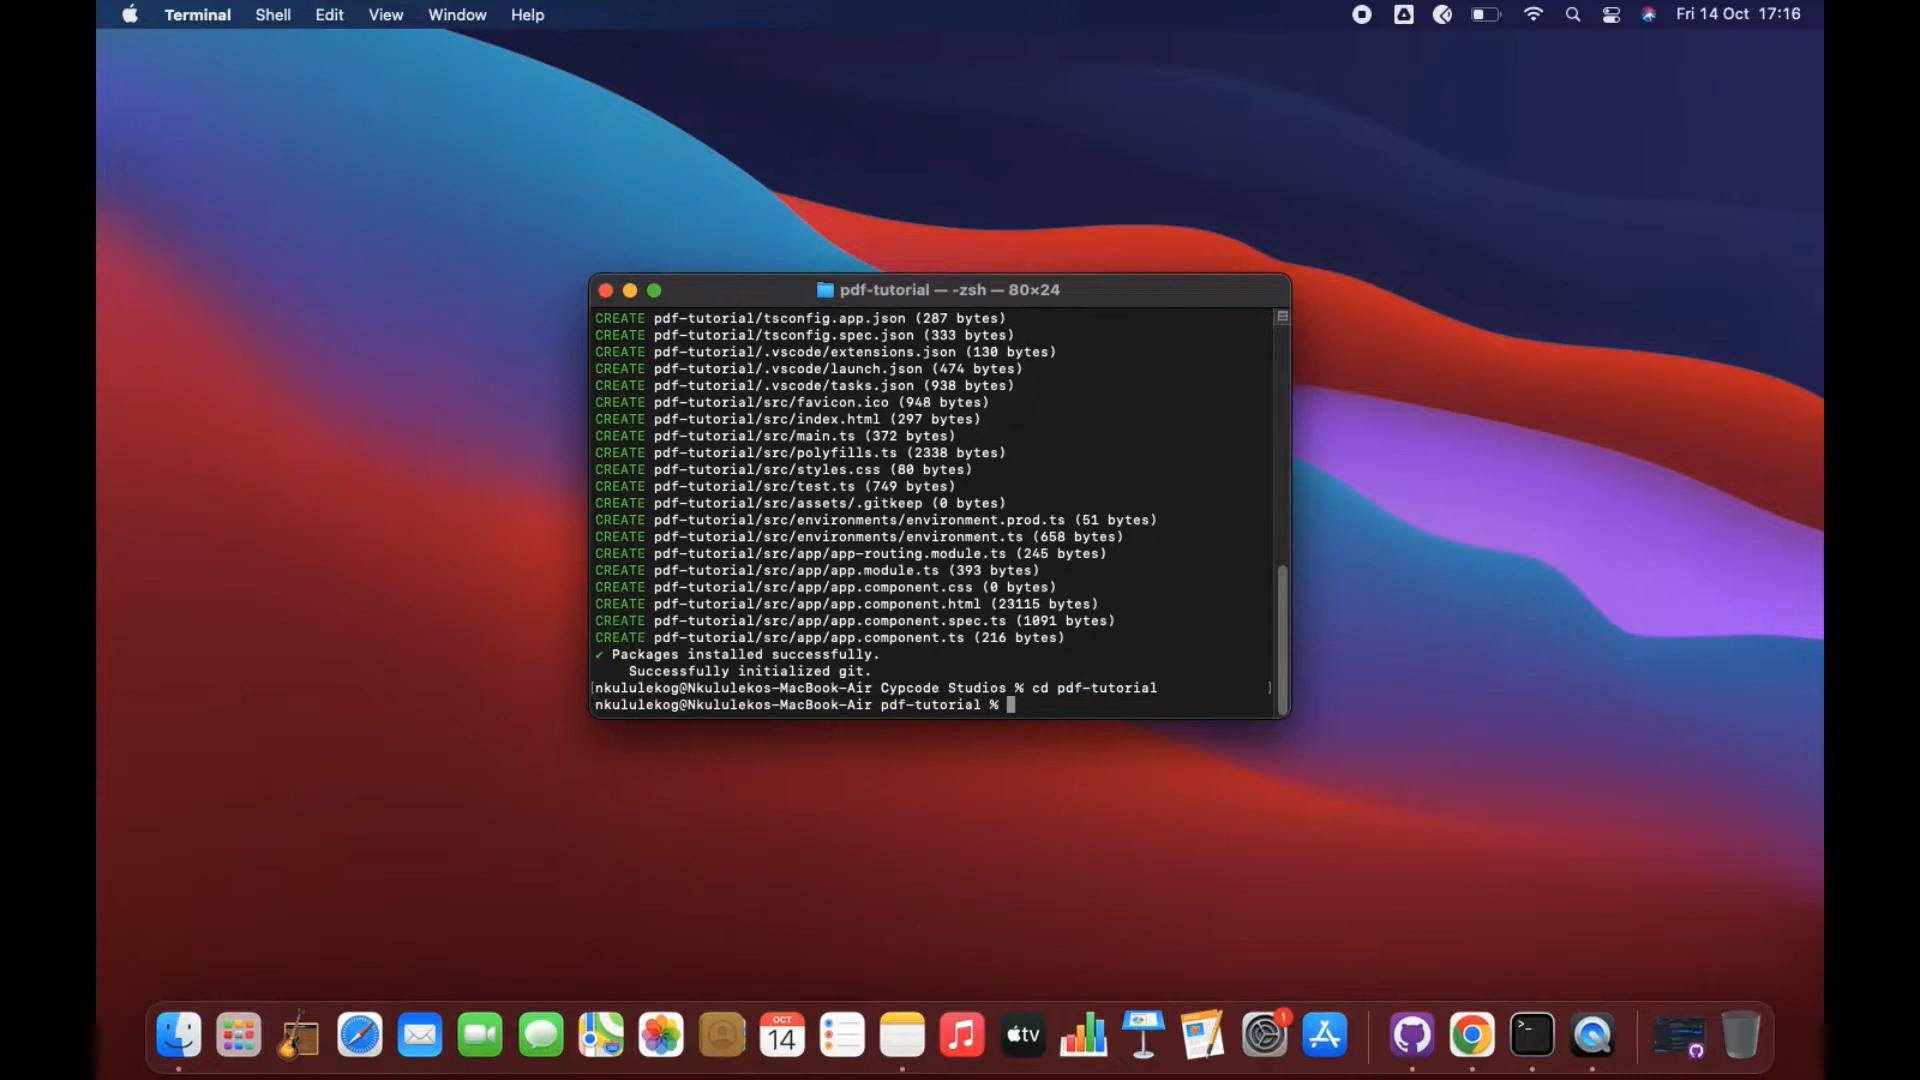 Terminal Shell Edit View Window Help Fri 14 Oct 17:16
pdf-tutorial — -zsh — 80×24
CREATE pdf-tutorial/tsconfig.app.json (287 bytes)
CREATE pdf-tutorial/tsconfig.spec.json (333 bytes)
CREATE pdf-tutorial/.vscode/extensions.json (130 bytes)
CREATE pdf-tutorial/.vscode/launch.json (474 bytes)
CREATE pdf-tutorial/.vscode/tasks.json (938 bytes)
CREATE pdf-tutorial/src/favicon.ico (948 bytes)
CREATE pdf-tutorial/src/index.html (297 bytes)
CREATE pdf-tutorial/src/main.ts (372 bytes)
CREATE pdf-tutorial/src/polyfills.ts (2338 bytes)
CREATE pdf-tutorial/src/styles.css (80 bytes)
CREATE pdf-tutorial/src/test.ts (749 bytes)
CREATE pdf-tutorial/src/assets/.gitkeep (0 bytes)
CREATE pdf-tutorial/src/environments/environment.prod.ts (51 bytes)
CREATE pdf-tutorial/src/environments/environment.ts (658 bytes)
CREATE pdf-tutorial/src/app/app-routing.module.ts (245 bytes)
CREATE pdf-tutorial/src/app/app.module.ts (393 bytes)
CREATE pdf-tutorial/src/app/app.component.css (0 bytes)
CREATE pdf-tutorial/src/app/app.component.html (23115 bytes)
CREATE pdf-tutorial/src/app/app.component.spec.ts (1091 bytes)
CREATE pdf-tutorial/src/app/app.component.ts (216 bytes)
✔ Packages installed successfully.
Successfully initialized git.
[nkululekog@Nkululekos-MacBook-Air Cypcode Studios % cd pdf-tutorial ]
nkululekog@Nkululekos-MacBook-Air pdf-tutorial %
OCT
14
tv
1
>_